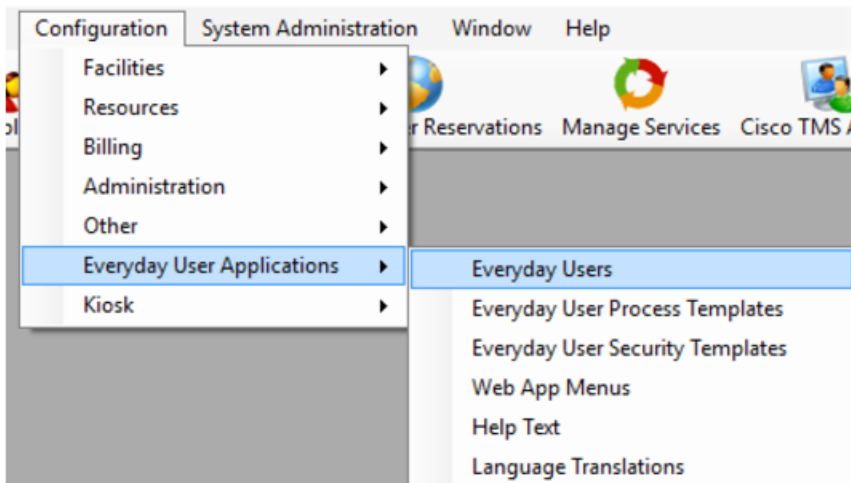 Configuration System Administration Window Help
Facilities
Resources
Reservations Manage Services Cisco TMS
Billing
Administration
Other
Everyday User Applications
Kiosk
Everyday Users
Everyday User Process Templates
Everyday User Security Templates
Web App Menus
Help Text
Language Translations